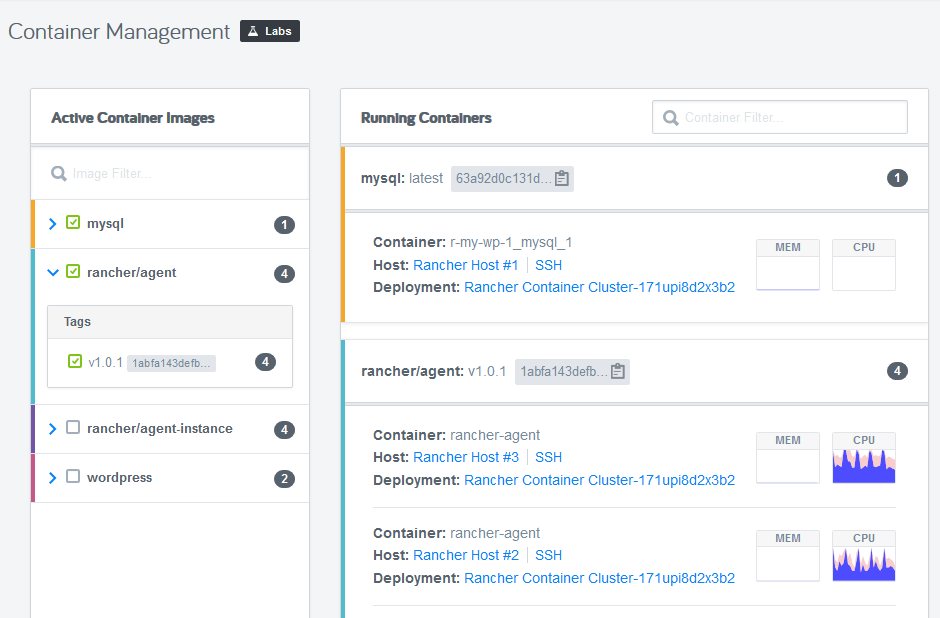 Container Management Labs
Active Container Images
Image Filter...
mysql 1
rancher/agent 4
Tags
v1.0.1 1abfa143defb... 4
rancher/agent-instance 4
wordpress 2
Running Containers Container Filter...
mysql: latest 63a92d0c131d... 1
Container: r-my-wp-1_mysql_1
Host: Rancher Host #1 SSH
Deployment: Rancher Container Cluster-171upi8d2x3b2
MEM CPU
rancher/agent: v1.0.1 1abfa143defb... 4
Container: rancher-agent
Host: Rancher Host #3 SSH
Deployment: Rancher Container Cluster-171upi8d2x3b2
MEM CPU
Container: rancher-agent
Host: Rancher Host #2 SSH
Deployment: Rancher Container Cluster-171upi8d2x3b2
MEM CPU